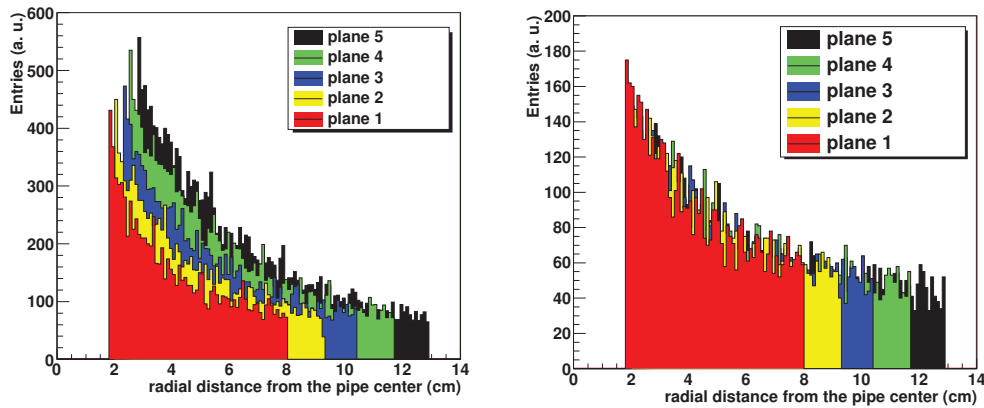 Entries (a. u.)
600
500
400
300
200
100
0
plane 5
plane 4
plane 3
plane 2
plane 1
0 2 4 6 8 10 12 14
radial distance from the pipe center (cm)
Entries (a. u.)
200
180
160
140
120
100
80
60
40
20
0
plane 5
plane 4
plane 3
plane 2
plane 1
0 2 4 6 8 10 12 14
radial distance from the pipe center (cm)